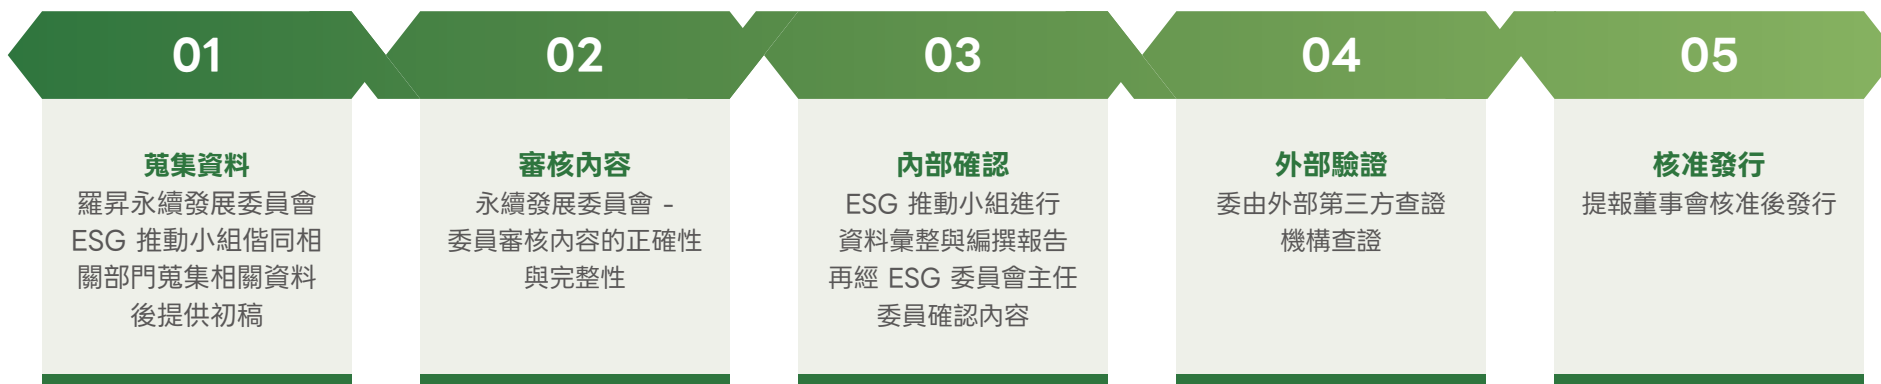 01
蒐集資料
羅昇永續發展委員會
ESG 推動小組偕同相
關部門蒐集相關資料
後提供初稿
02
審核內容
永續發展委員會 -
委員審核內容的正確性
與完整性
03
內部確認
ESG 推動小組進行
資料彙整與編撰報告
再經 ESG 委員會主任
委員確認內容
04
外部驗證
委由外部第三方查證
機構查證
05
核准發行
提報董事會核准後發行